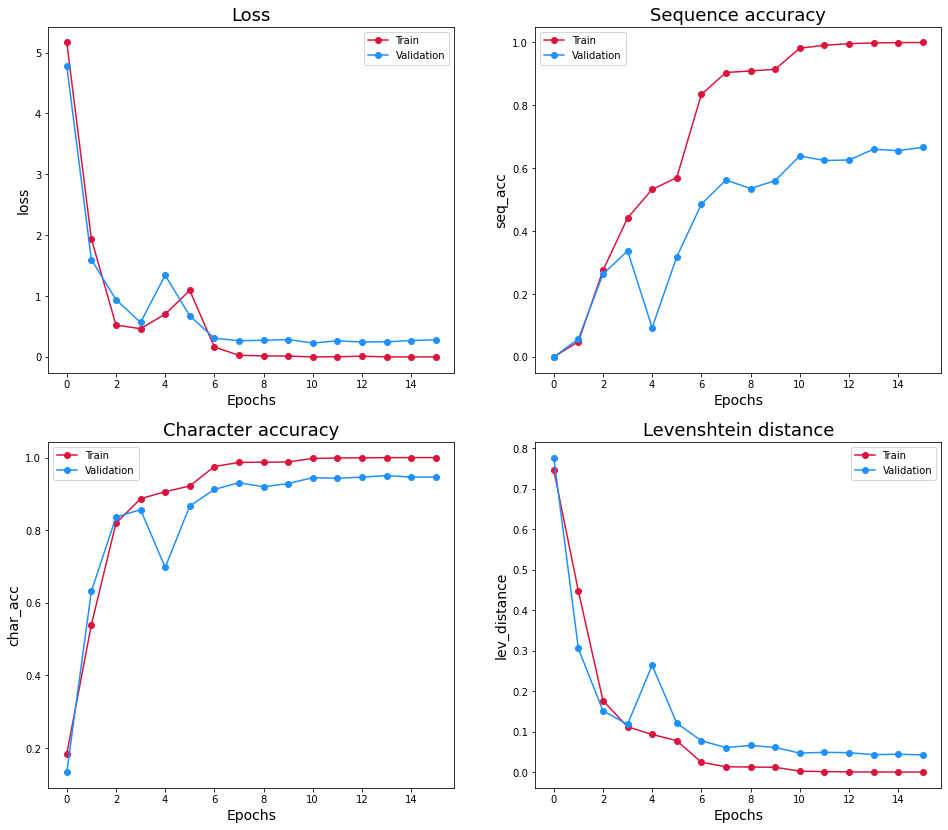 Loss
Train
Validation
5
4
3
2
1
0
loss
0 2 4 6 8 10 12 14
Epochs
Sequence accuracy
Train
Validation
1.0
0.8
0.6
0.4
0.2
0.0
seq_acc
0 2 4 6 8 10 12 14
Epochs
Character accuracy
Train
Validation
1.0
0.8
0.6
0.4
0.2
char_acc
0 2 4 6 8 10 12 14
Epochs
Levenshtein distance
Train
Validation
0.8
0.7
0.6
0.5
0.4
0.3
0.2
0.1
0.0
lev_distance
0 2 4 6 8 10 12 14
Epochs